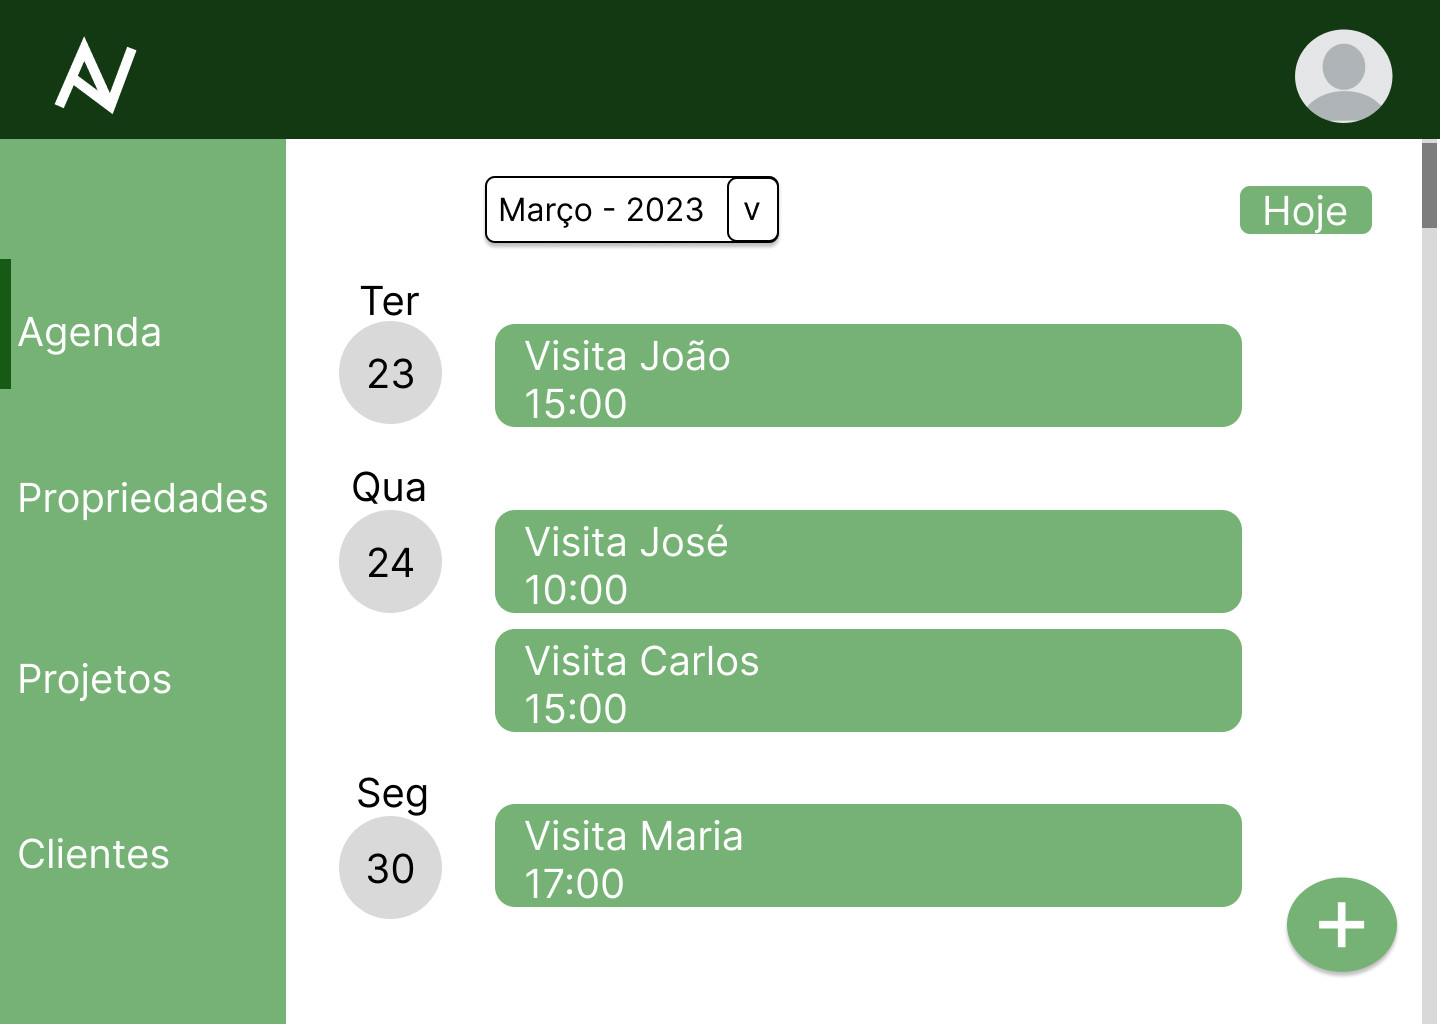 Março - 2023 v
Hoje
Agenda
Propriedades
Projetos
Clientes
Ter
23
Visita João
15:00
Qua
24
Visita José
10:00
Visita Carlos
15:00
Seg
30
Visita Maria
17:00
+